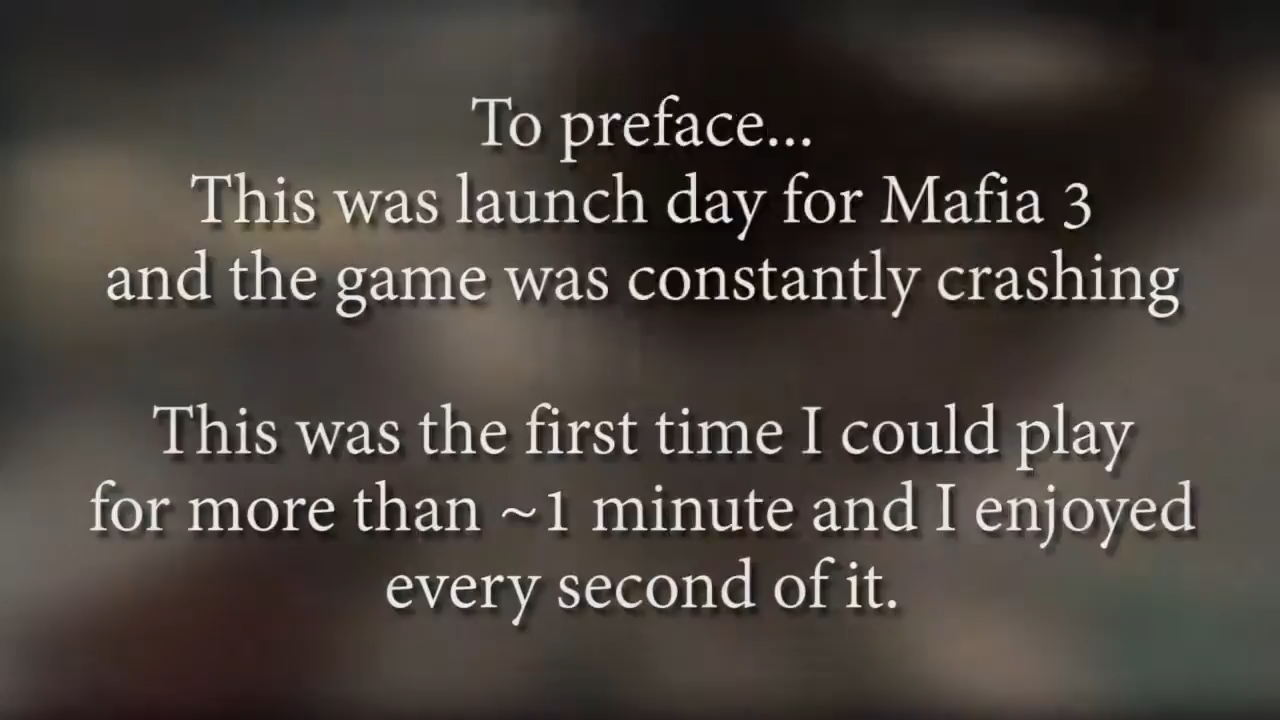 To preface...
This was launch day for Mafia 3
and the game was constantly crashing
This was the first time I could play
for more than ~1 minute and I enjoyed
every second of it.